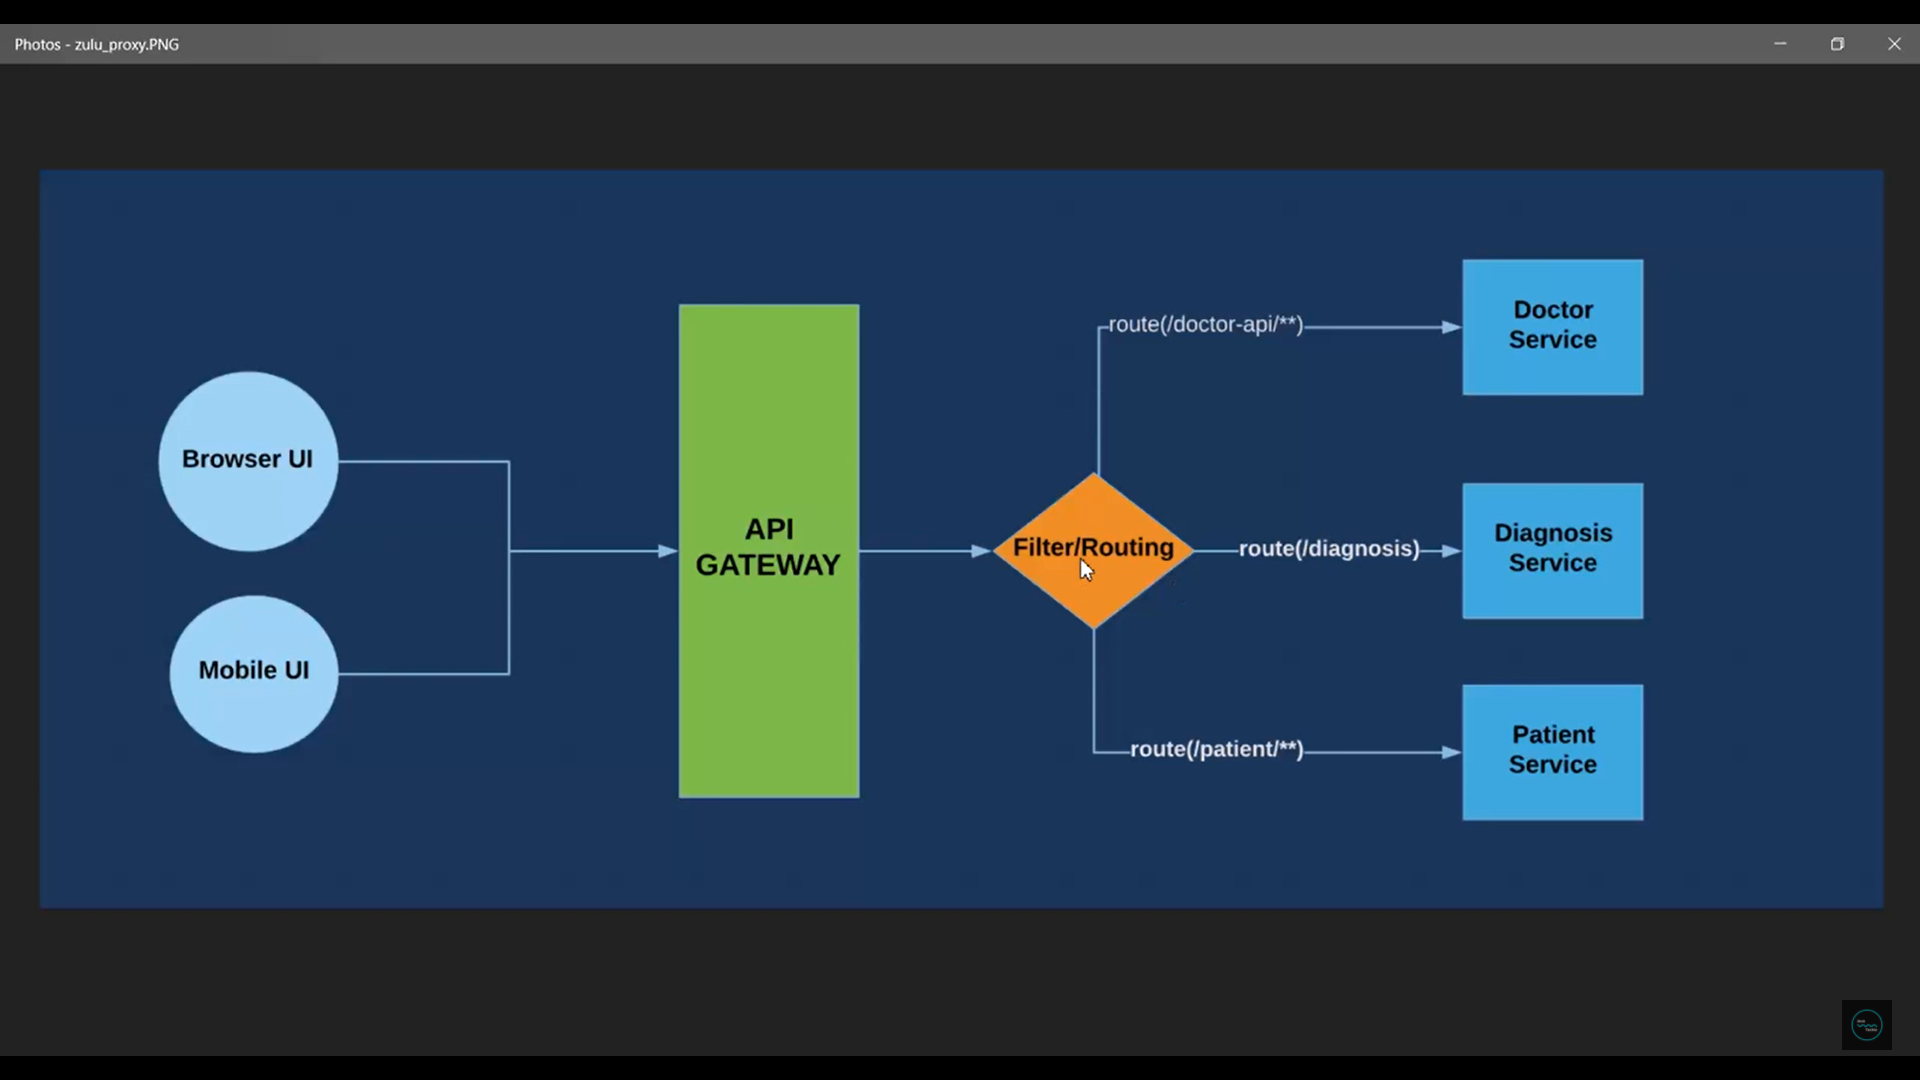 Photos - zulu_proxy.PNG
Browser UI
Mobile UI
API
GATEWAY
Filter/Routing
route(/doctor-api/**)
Doctor
Service
route(/diagnosis)
Diagnosis
Service
route(/patient/**)
Patient
Service